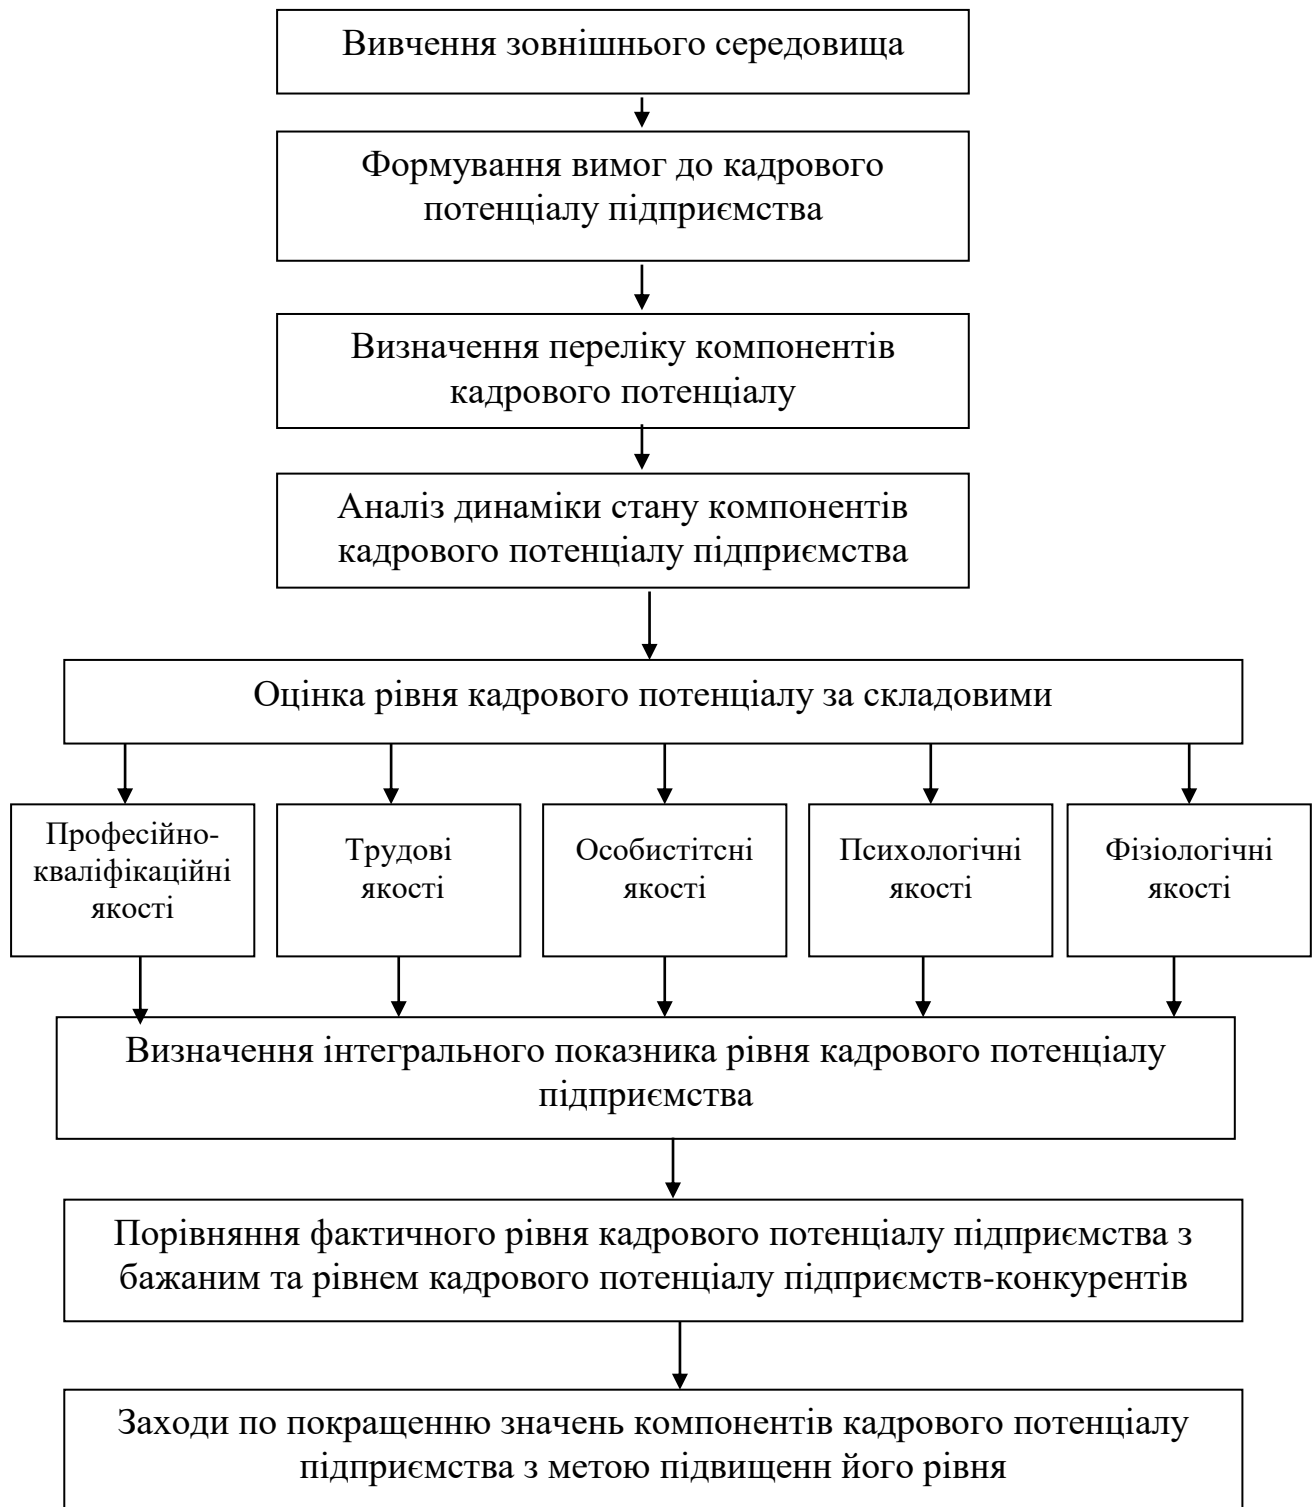 Вивчення зовнішнього середовища
Формування вимог до кадрового
потенціалу підприємства
Визначення переліку компонентів
кадрового потенціалу
Аналіз динаміки стану компонентів
кадрового потенціалу підприємства
Оцінка рівня кадрового потенціалу за складовими
Професійно-
кваліфікаційні
якості
Трудові
якості
Особистітсні
якості
Психологічні
якості
Фізіологічні
якості
Визначення інтегрального показника рівня кадрового потенціалу
підприємства
Порівняння фактичного рівня кадрового потенціалу підприємства з
бажаним та рівнем кадрового потенціалу підприємств-конкурентів
Заходи по покращенню значень компонентів кадрового потенціалу
підприємства з метою підвищенн його рівня